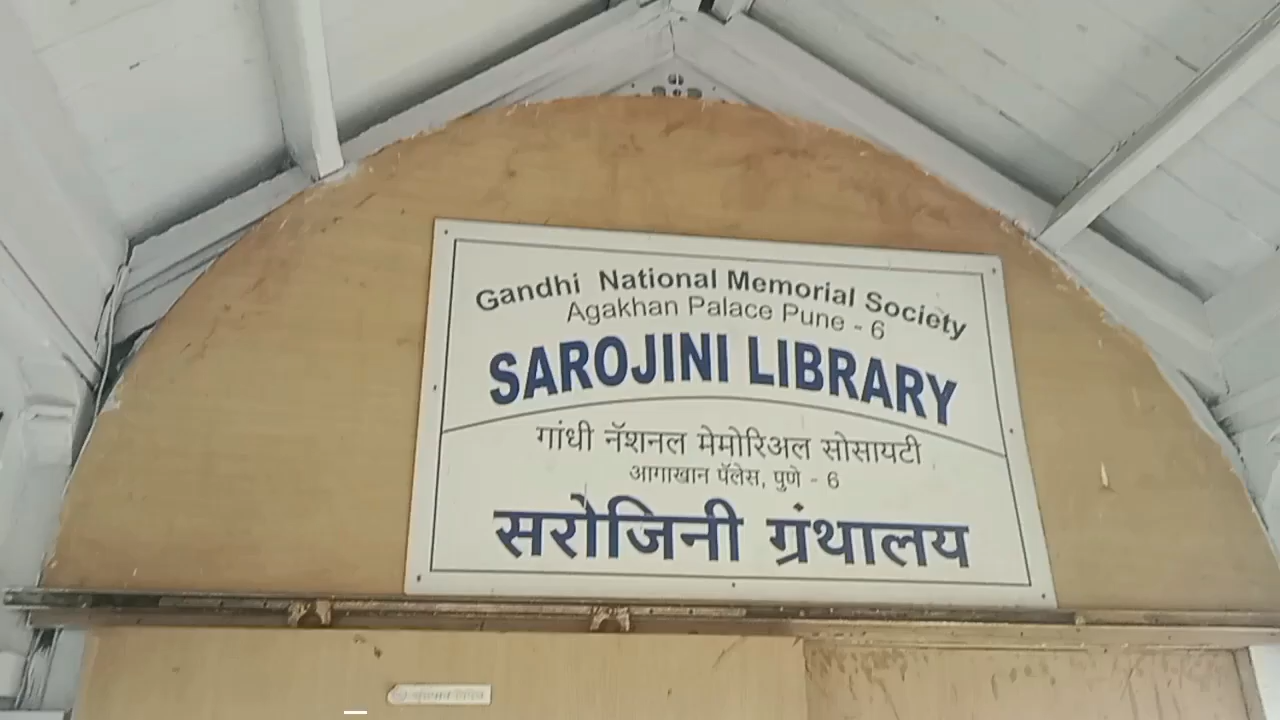 Gandhi National Memorial Society
Agakhan Palace Pune - 6
SAROJINI LIBRARY
गांधी नॅशनल मेमोरिअल सोसायटी
आगाखान पॅलेस, पुणे - 6
सरोजिनी ग्रंथालय